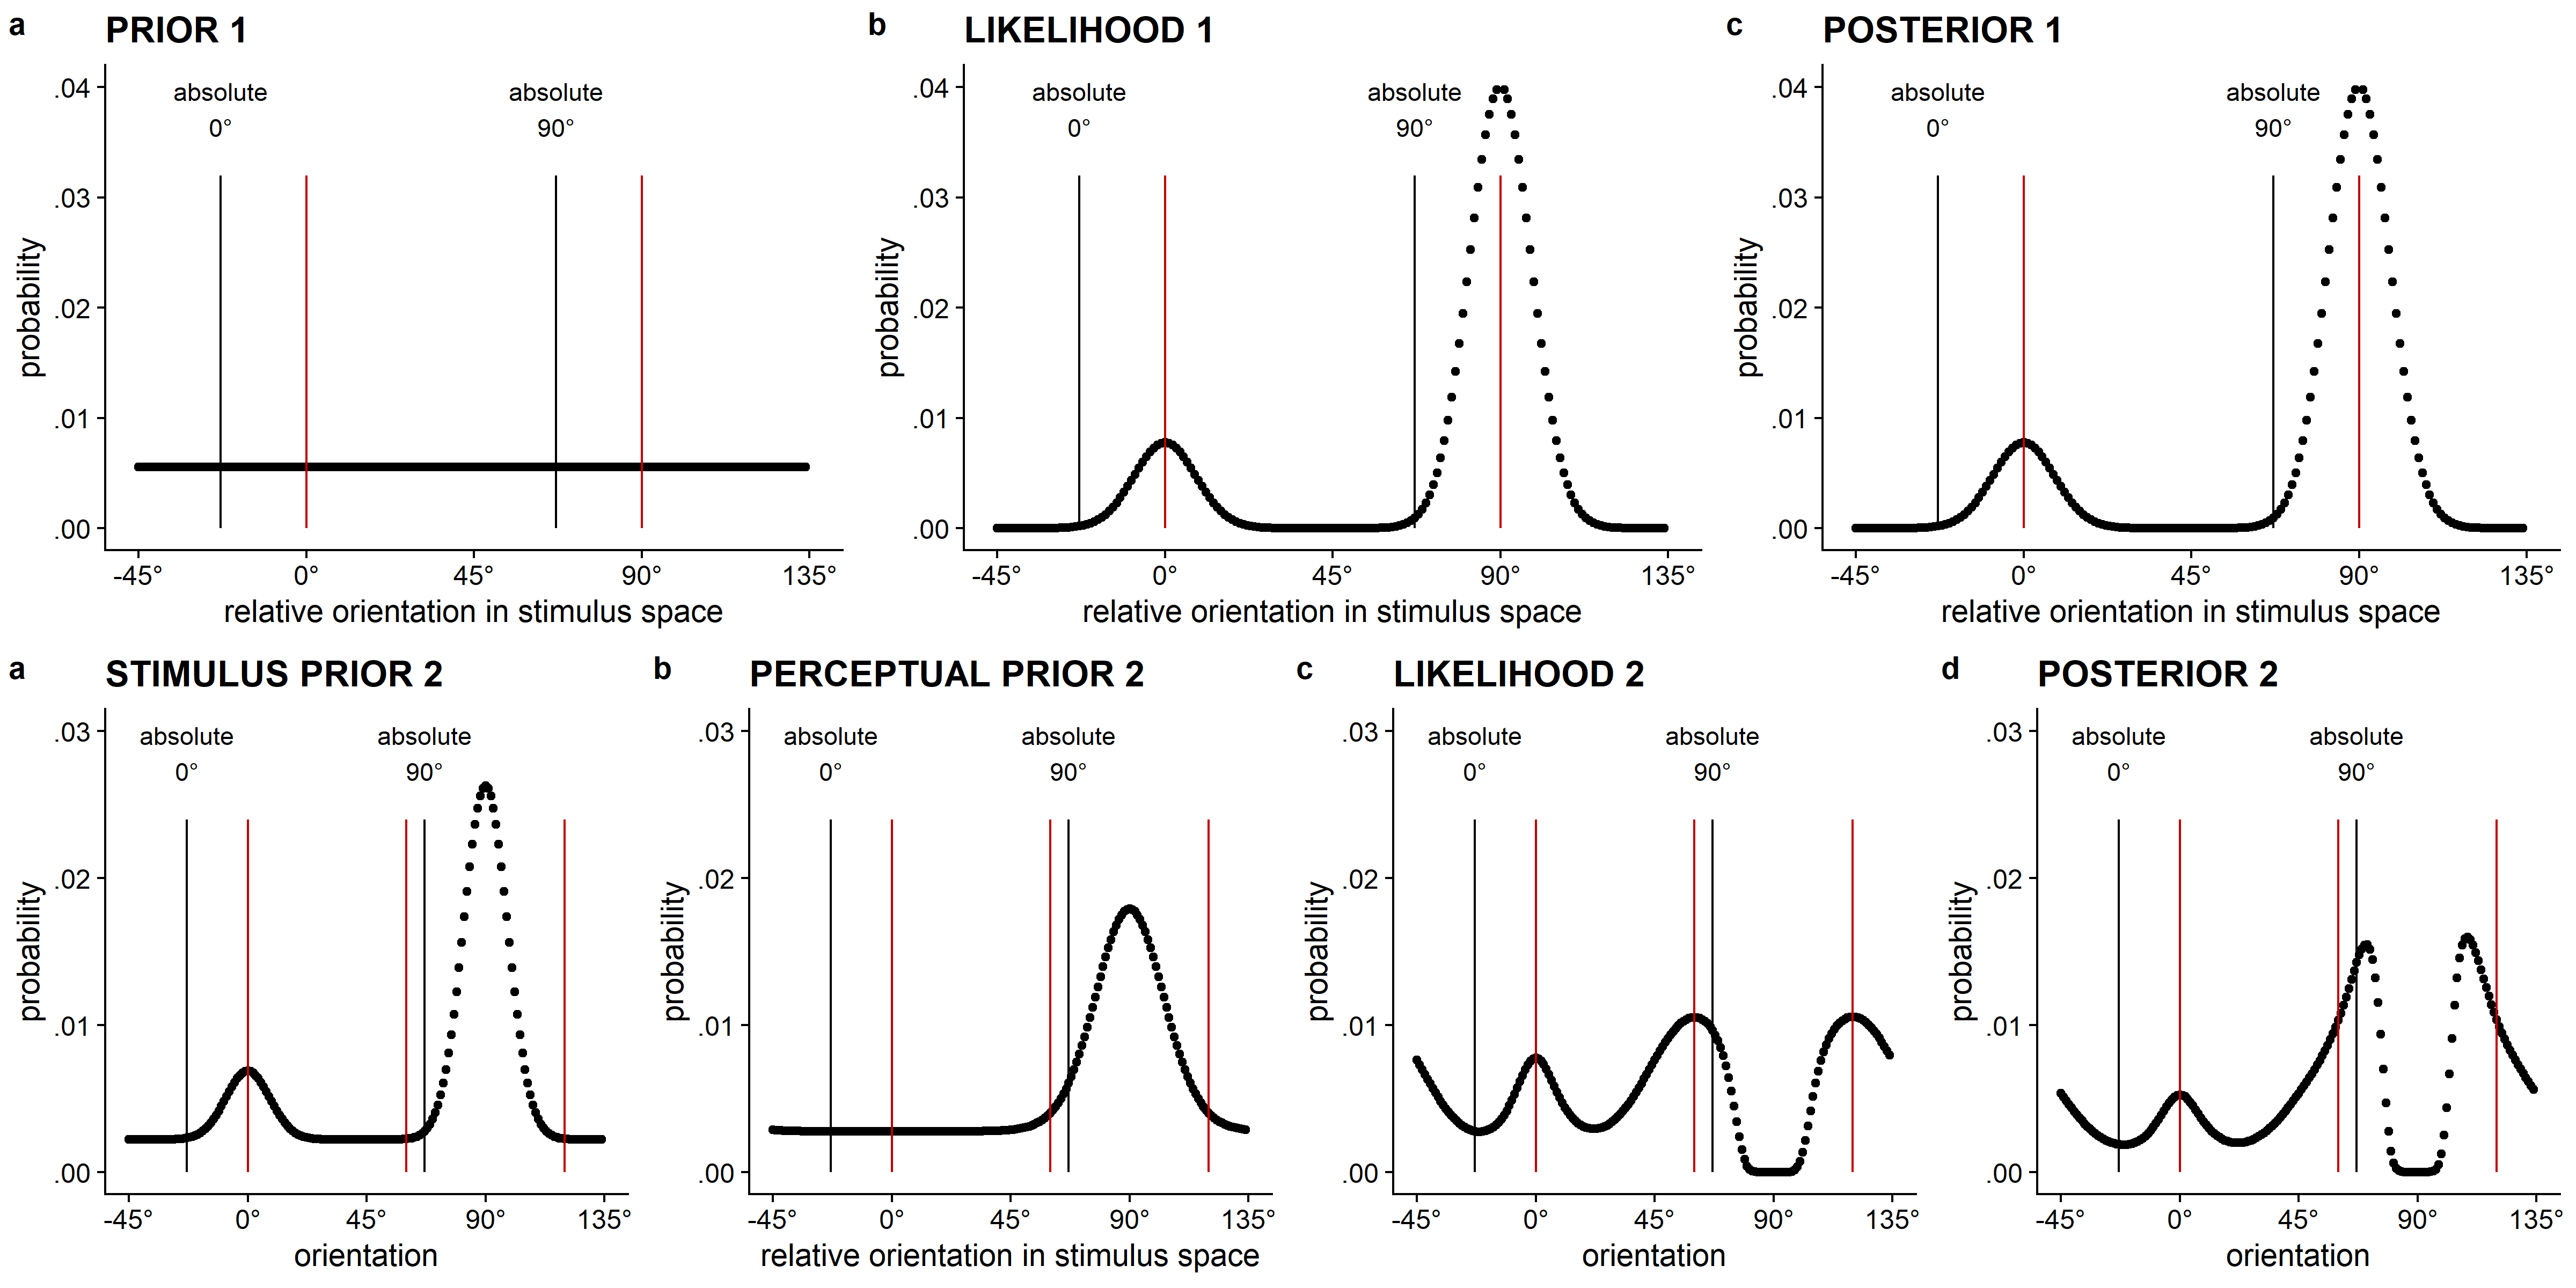 a PRIOR 1
absolute 0°
absolute 90°
.04
.03
.02
.01
.00
probability
-45° 0° 45° 90° 135°
relative orientation in stimulus space
b LIKELIHOOD 1
absolute 0°
absolute 90°
.04
.03
.02
.01
.00
probability
-45° 0° 45° 90° 135°
relative orientation in stimulus space
c POSTERIOR 1
absolute 0°
absolute 90°
.04
.03
.02
.01
.00
probability
-45° 0° 45° 90° 135°
relative orientation in stimulus space
a STIMULUS PRIOR 2
absolute 0°
absolute 90°
.03
.02
.01
.00
probability
-45° 0° 45° 90° 135°
orientation
b PERCEPTUAL PRIOR 2
absolute 0°
absolute 90°
.03
.02
.01
.00
probability
-45° 0° 45° 90° 135°
relative orientation in stimulus space
c LIKELIHOOD 2
absolute 0°
absolute 90°
.03
.02
.01
.00
probability
-45° 0° 45° 90° 135°
orientation
d POSTERIOR 2
absolute 0°
absolute 90°
.03
.02
.01
.00
probability
-45° 0° 45° 90° 135°
orientation